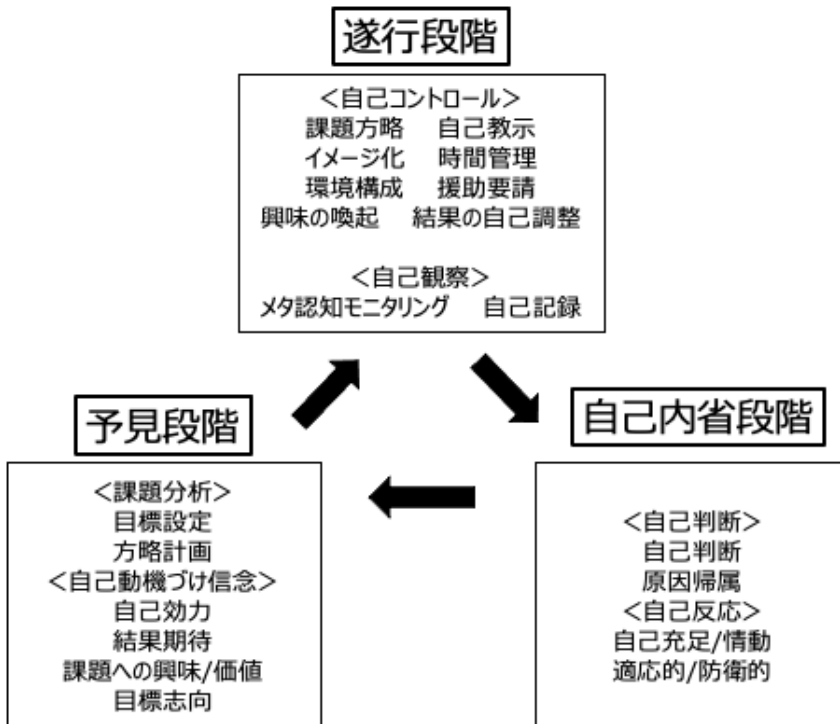 遂行段階
<自己コントロール>
課題方略 自己教示
イメージ化 時間管理
環境構成 援助要請
興味の喚起 結果の自己調整
<自己観察>
メタ認知モニタリング 自己記録
予見段階
<課題分析>
目標設定
方略計画
<自己動機づけ信念>
自己効力
結果期待
課題への興味/価値
目標志向
自己内省段階
<自己判断>
自己判断
原因帰属
<自己反応>
自己充足/情動
適応的/防衛的